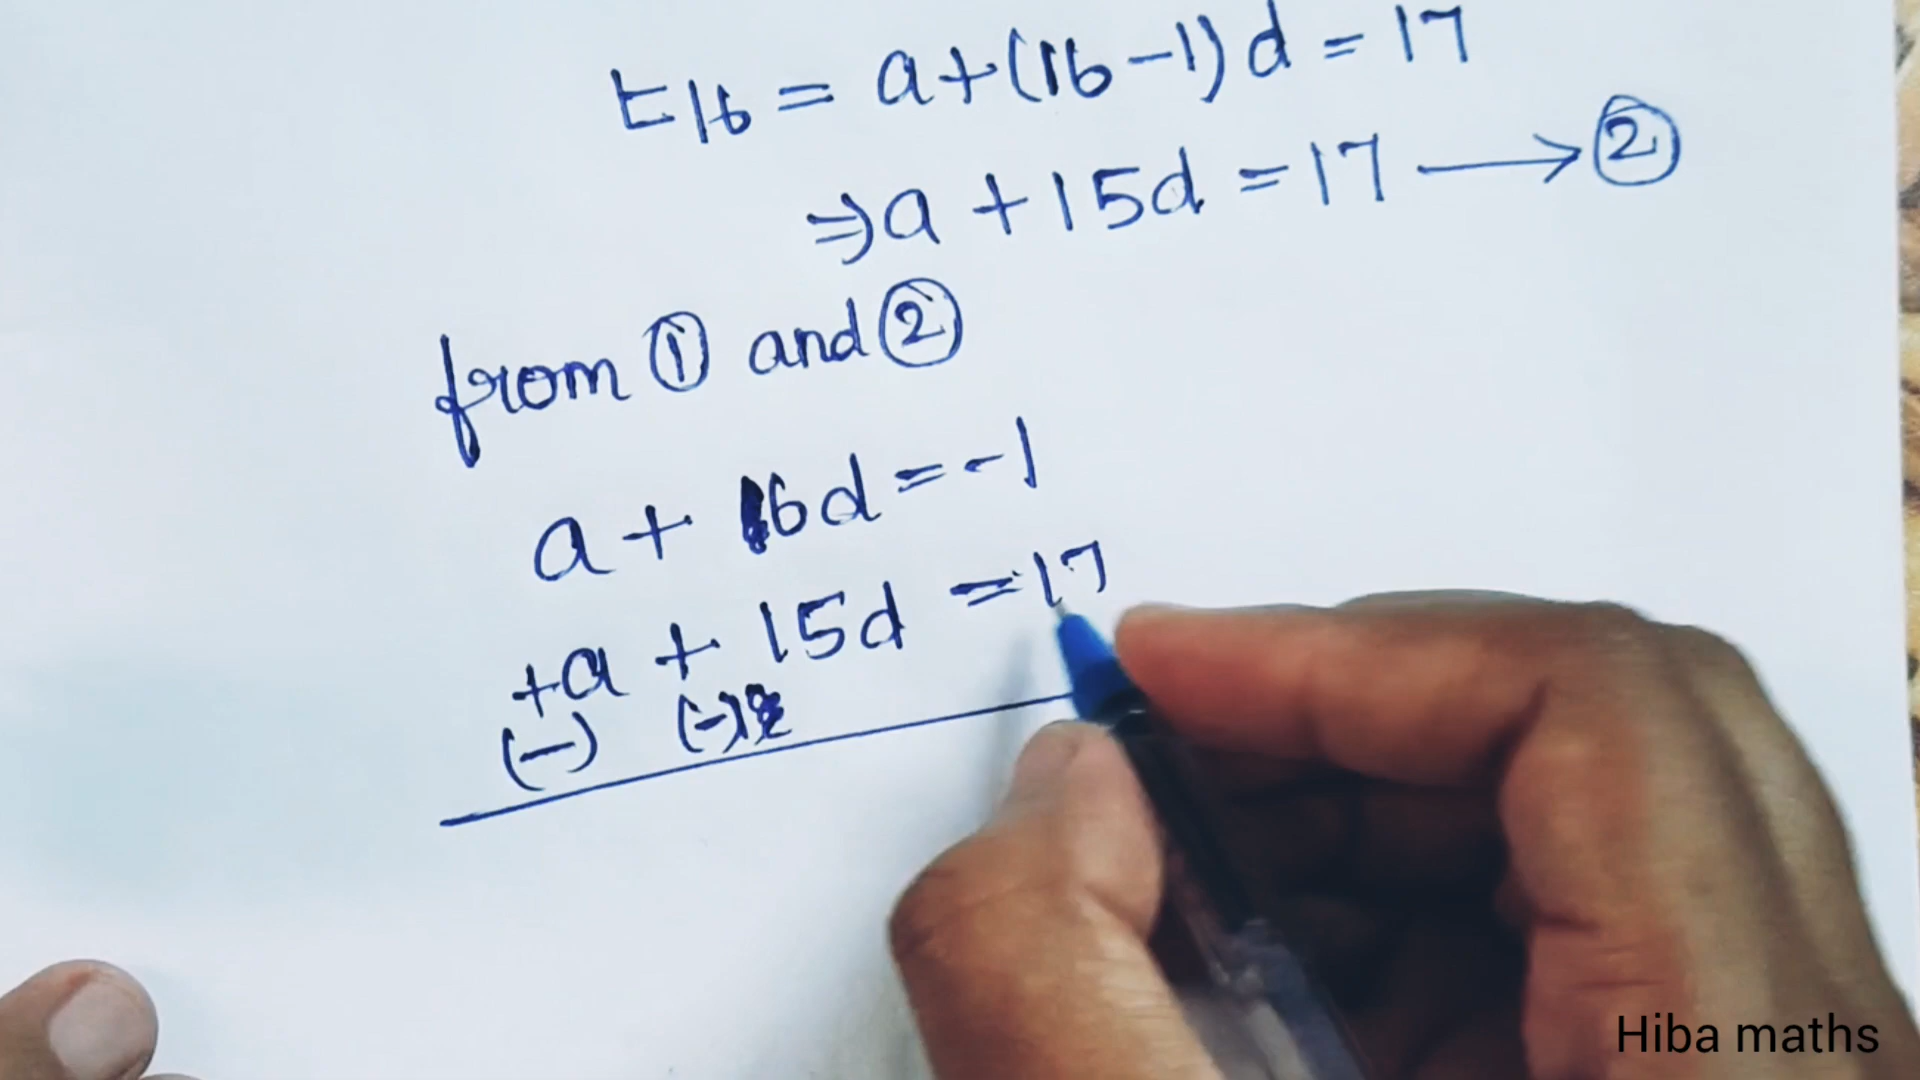 t16 = a+(16-1)d = 17
⇒a + 15d = 17 ⟶ ②
from ① and ②
a + 16d = -1
+a + 15d = 17
(-) (-)
Hiba maths